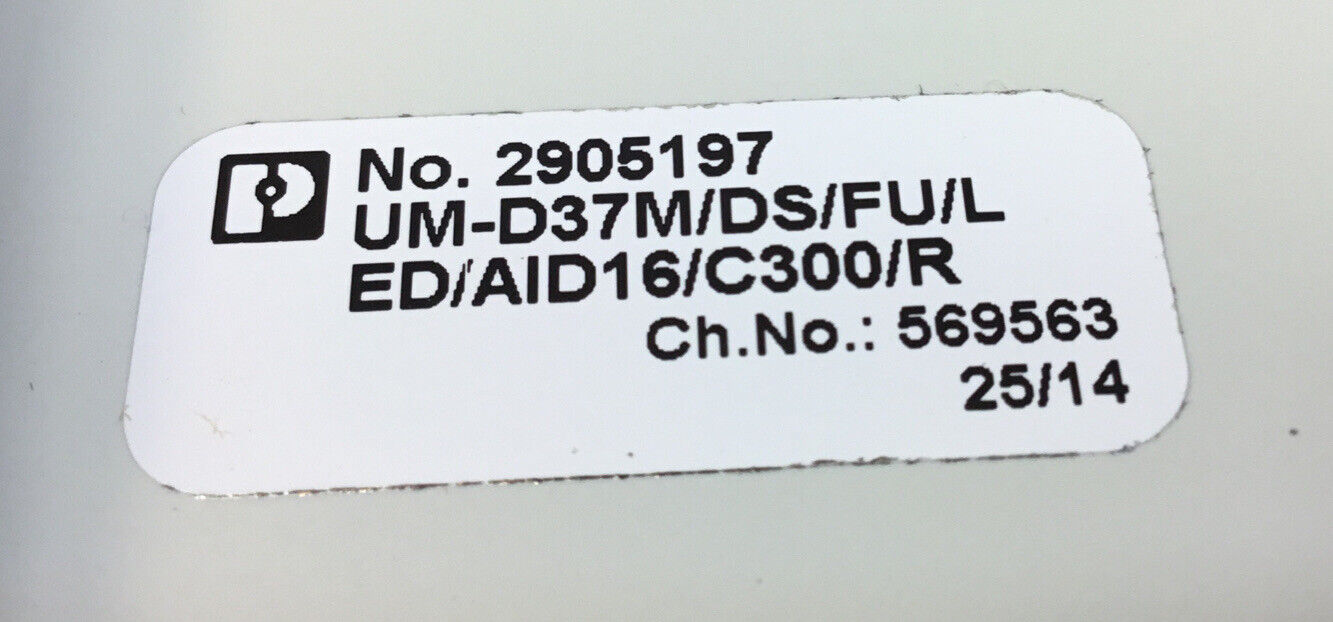 No. 2905197
UM-D37M/DS/FU/L
ED/AID16/C300/R
Ch.No.: 569563
25/14